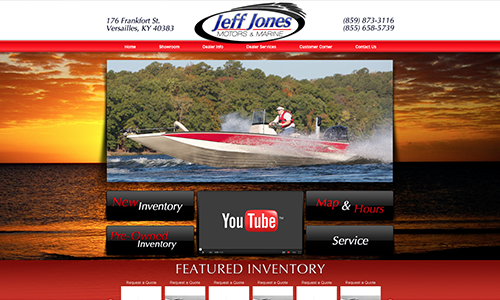 176 Frankfort St.
Versailles, KY 40383
Jeff Jones
MOTORS & MARINE
(859) 873-3116
(855) 658-5739
Home Showroom Dealer Info Dealer Services Customer Corner Contact Us
New Inventory
Pre-Owned Inventory
YouTube
Map & Hours
Service
FEATURED INVENTORY
Request a Quote Request a Quote Request a Quote Request a Quote Request a Quote Request a Quote